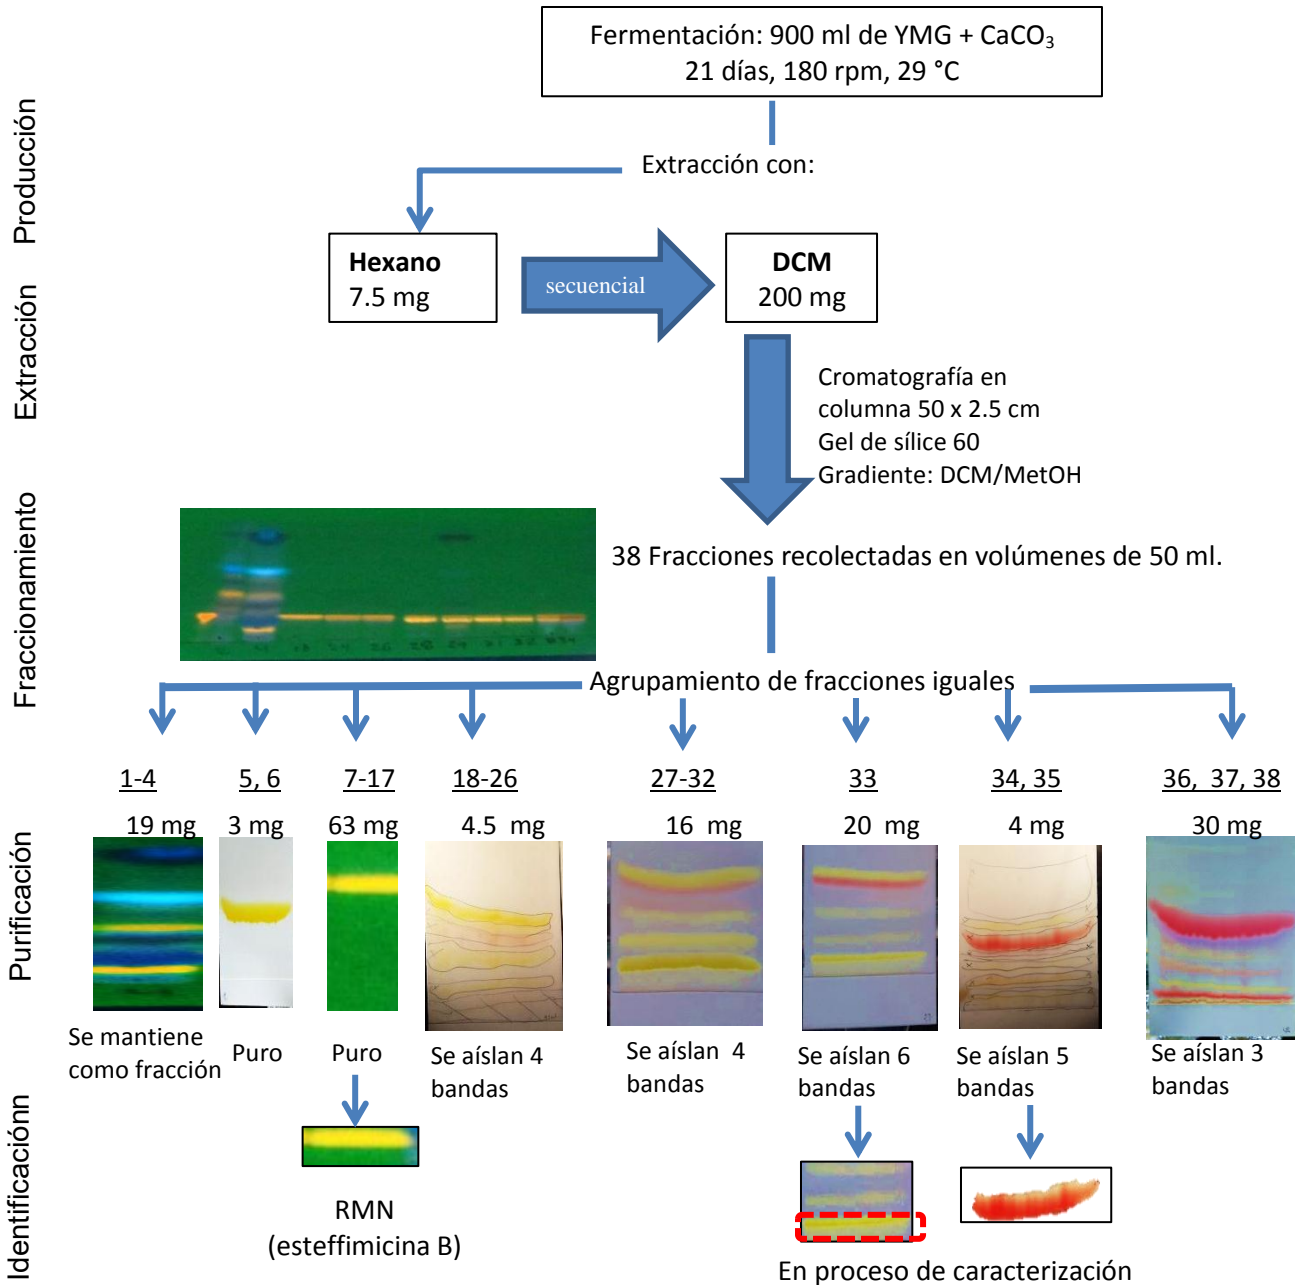 Fermentación: 900 ml de YMG + CaCO₃
21 días, 180 rpm, 29 °C
Producción
Extracción con:
Hexano
7.5 mg
secuencial
DCM
200 mg
Extracción
Cromatografía en
columna 50 x 2.5 cm
Gel de sílice 60
Gradiente: DCM/MetOH
Fraccionamiento
38 Fracciones recolectadas en volúmenes de 50 ml.
Agrupamiento de fracciones iguales
1-4
5, 6
7-17
18-26
27-32
33
34, 35
36, 37, 38
19 mg
3 mg
63 mg
4.5 mg
16 mg
20 mg
4 mg
30 mg
Purificación
Se mantiene
como fracción
Puro
Puro
Se aíslan 4
bandas
Se aíslan 4
bandas
Se aíslan 6
bandas
Se aíslan 5
bandas
Se aíslan 3
bandas
Identificaciónn
RMN
(esteffimicina B)
En proceso de caracterización